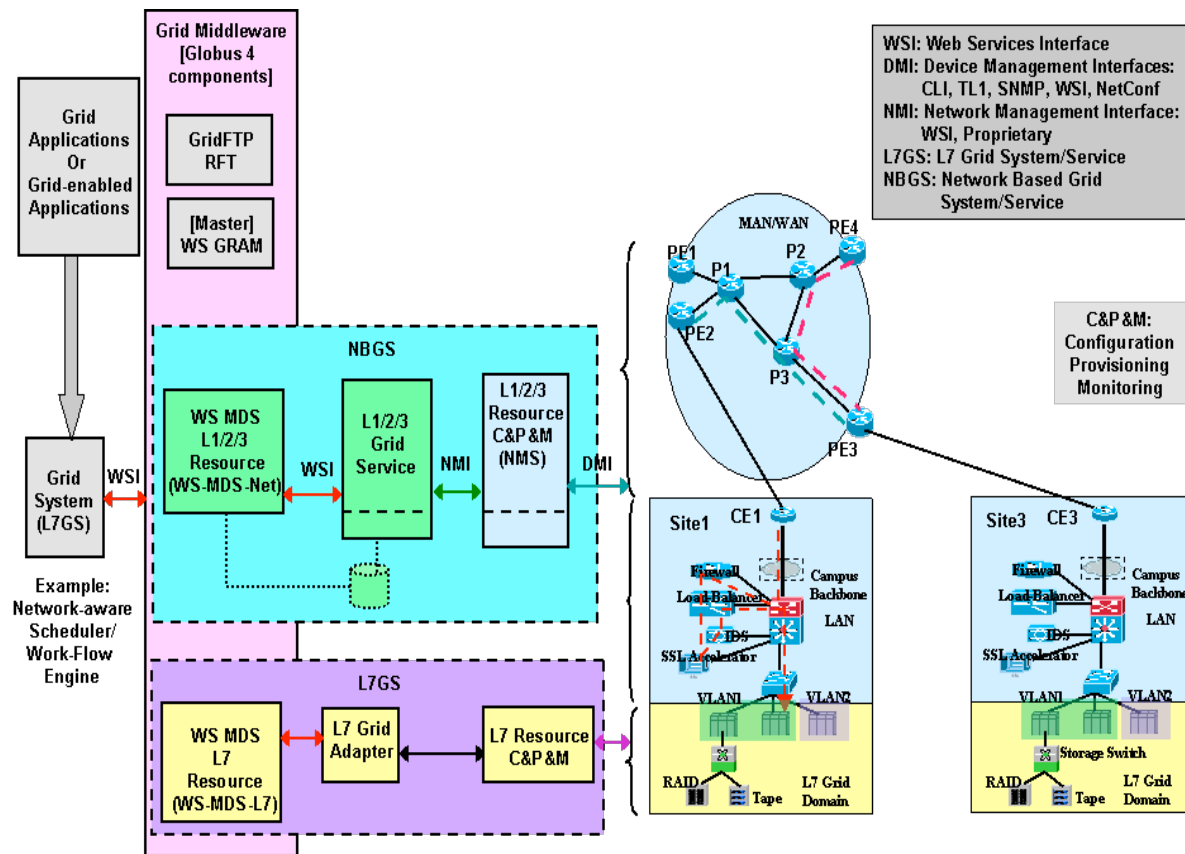 Grid Middleware
[Globus 4
components]
Grid
Applications
Or
Grid-enabled
Applications
GridFTP
RFT
[Master]
WS GRAM
WSI: Web Services Interface
DMI: Device Management Interfaces:
CLI, TL1, SNMP, WSI, NetConf
NMI: Network Management Interface:
WSI, Proprietary
L7GS: L7 Grid System/Service
NBGS: Network Based Grid
System/Service
MAN/WAN
PE1
P1
P2
PE4
PE2
P3
PE3
C&P&M:
Configuration
Provisioning
Monitoring
NBGS
WS MDS
L1/2/3
Resource
(WS-MDS-Net)
WSI
L1/2/3
Grid
Service
NMI
L1/2/3
Resource
C&P&M
(NMS)
DMI
Grid
System
(L7GS)
WSI
Example:
Network-aware
Scheduler/
Work-Flow
Engine
L7GS
WS MDS
L7
Resource
(WS-MDS-L7)
L7 Grid
Adapter
L7 Resource
C&P&M
Site1
CE1
Firewall
Campus
Backbone
Load-Balancer
LAN
IDS
SSL Accelerator
VLAN1
VLAN2
RAID
Tape
L7 Grid
Domain
Site3
CE3
Firewall
Campus
Backbone
Load-Balancer
LAN
IDS
SSL Accelerator
VLAN1
VLAN2
Storage Switch
RAID
Tape
L7 Grid
Domain